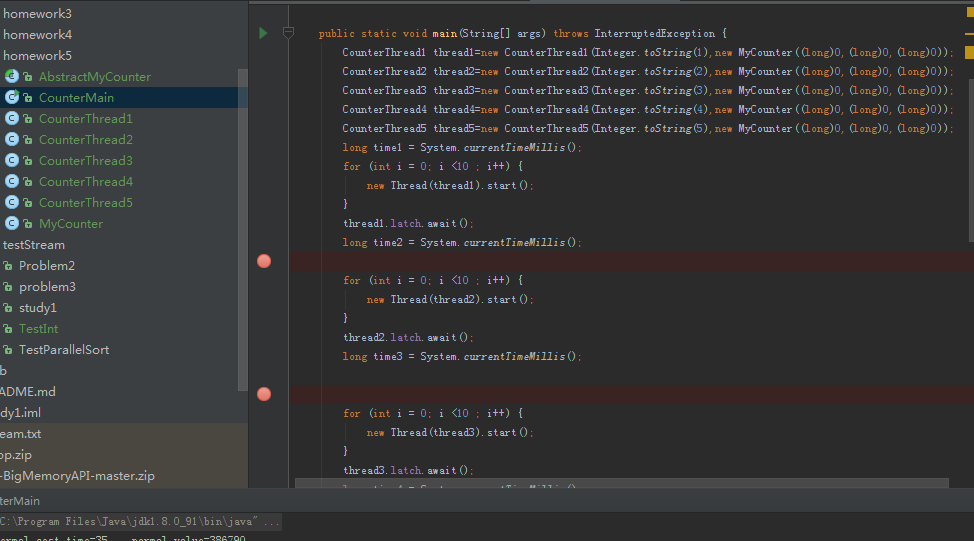 homework3
homework4
homework5
AbstractMyCounter
CounterMain
CounterThread1
CounterThread2
CounterThread3
CounterThread4
CounterThread5
MyCounter
testStream
Problem2
problem3
study1
TestInt
TestParallelSort
b
ADME.md
dy1.iml
eam.txt
op.zip
-BigMemoryAPI-master.zip
public static void main(String[] args) throws InterruptedException {
CounterThread1 thread1=new CounterThread1(Integer.toString(1),new MyCounter((long)0,(long)0,(long)0));
CounterThread2 thread2=new CounterThread2(Integer.toString(2),new MyCounter((long)0,(long)0,(long)0));
CounterThread3 thread3=new CounterThread3(Integer.toString(3),new MyCounter((long)0,(long)0,(long)0));
CounterThread4 thread4=new CounterThread4(Integer.toString(4),new MyCounter((long)0,(long)0,(long)0));
CounterThread5 thread5=new CounterThread5(Integer.toString(5),new MyCounter((long)0,(long)0,(long)0));
long time1 = System.currentTimeMillis();
for (int i = 0; i <10 ; i++) {
new Thread(thread1).start();
}
thread1.latch.await();
long time2 = System.currentTimeMillis();
for (int i = 0; i <10 ; i++) {
new Thread(thread2).start();
}
thread2.latch.await();
long time3 = System.currentTimeMillis();
for (int i = 0; i <10 ; i++) {
new Thread(thread3).start();
}
thread3.latch.await();
terMain
C:\Program Files\Java\jdk1.8.0_91\bin\java" ...
ormal cost time=35 normal value=386790